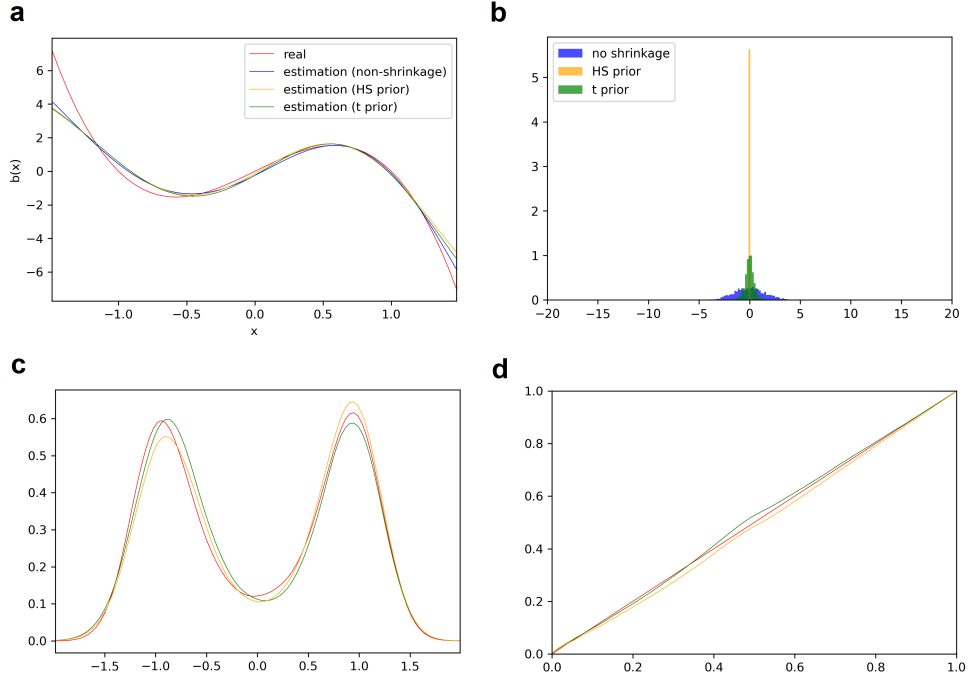 a
6
4
2
0
−2
−4
−6
b(x)
−1.0 −0.5 0.0 0.5 1.0
x
real
estimation (non-shrinkage)
estimation (HS prior)
estimation (t prior)
b
5
4
3
2
1
0
−20 −15 −10 −5 0 5 10 15 20
no shrinkage
HS prior
t prior
c
0.6
0.5
0.4
0.3
0.2
0.1
0.0
−1.5 −1.0 −0.5 0.0 0.5 1.0 1.5
d
1.0
0.8
0.6
0.4
0.2
0.0
0.0 0.2 0.4 0.6 0.8 1.0